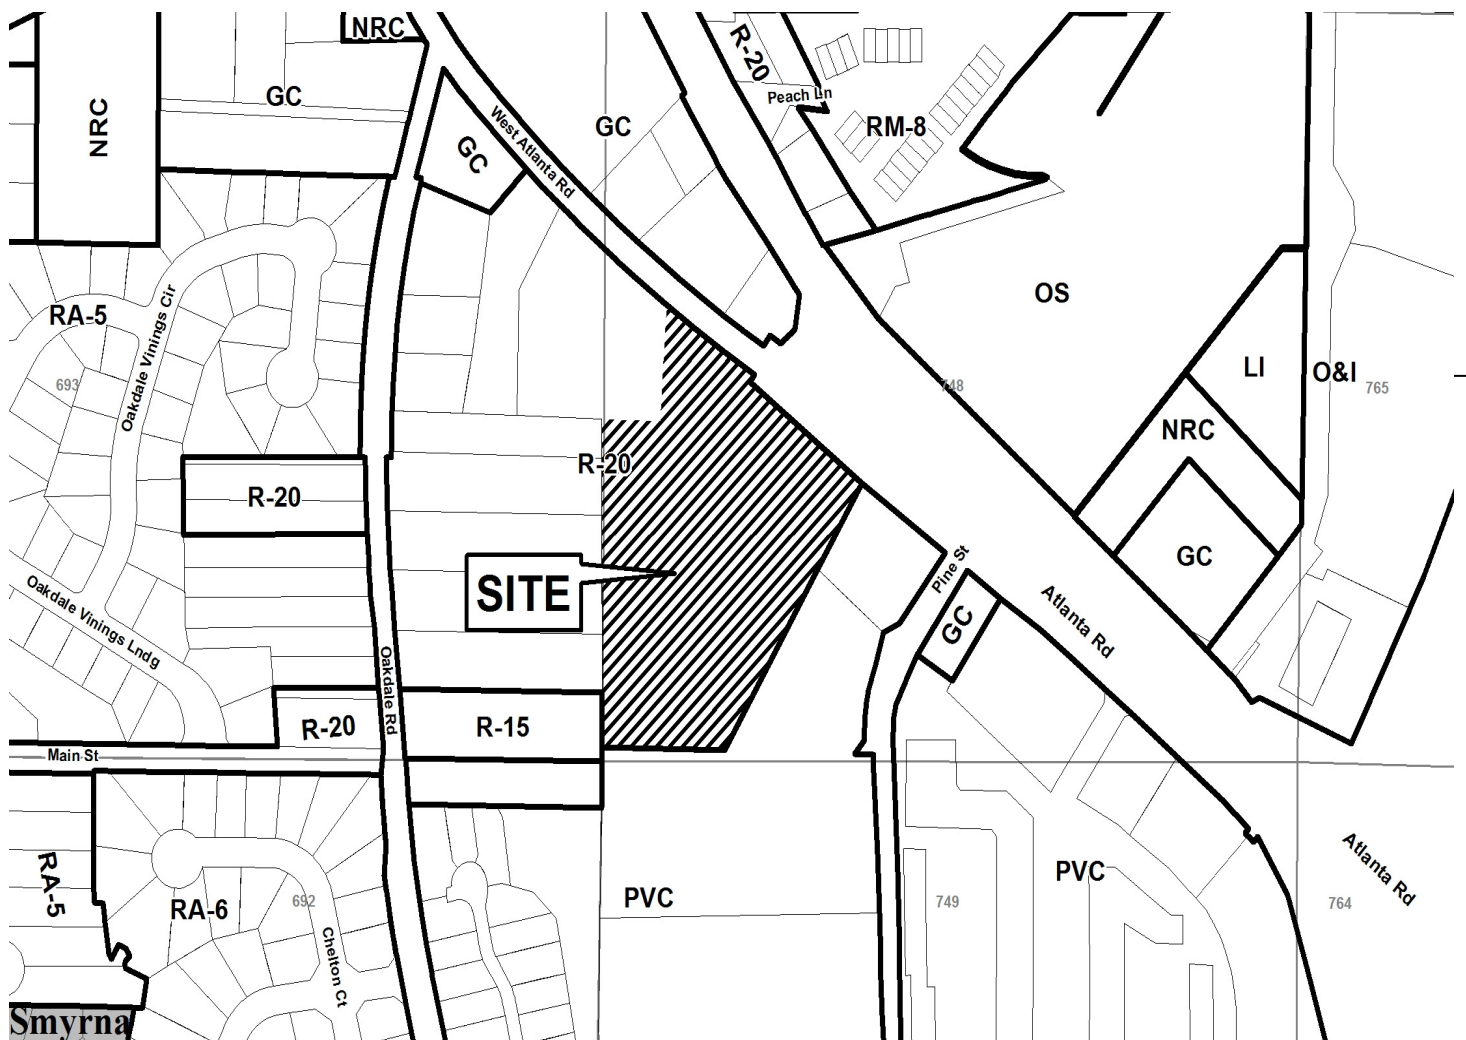 NRC
R-20
GC
Peach Ln
NRC
West Atlanta Rd
GC
RM-8
GC
OS
RA-5
Oakdale Vinings Cir
LI
O&I
693
748
765
NRC
R-20
R-20
GC
SITE
Pine St
Oakdale Vinings Lndg
GC
Atlanta Rd
Oakdale Rd
R-20
R-15
Main St
RA-5
PVC
Atlanta Rd
RA-6
692
PVC
749
764
Chelton Ct
Smyrna